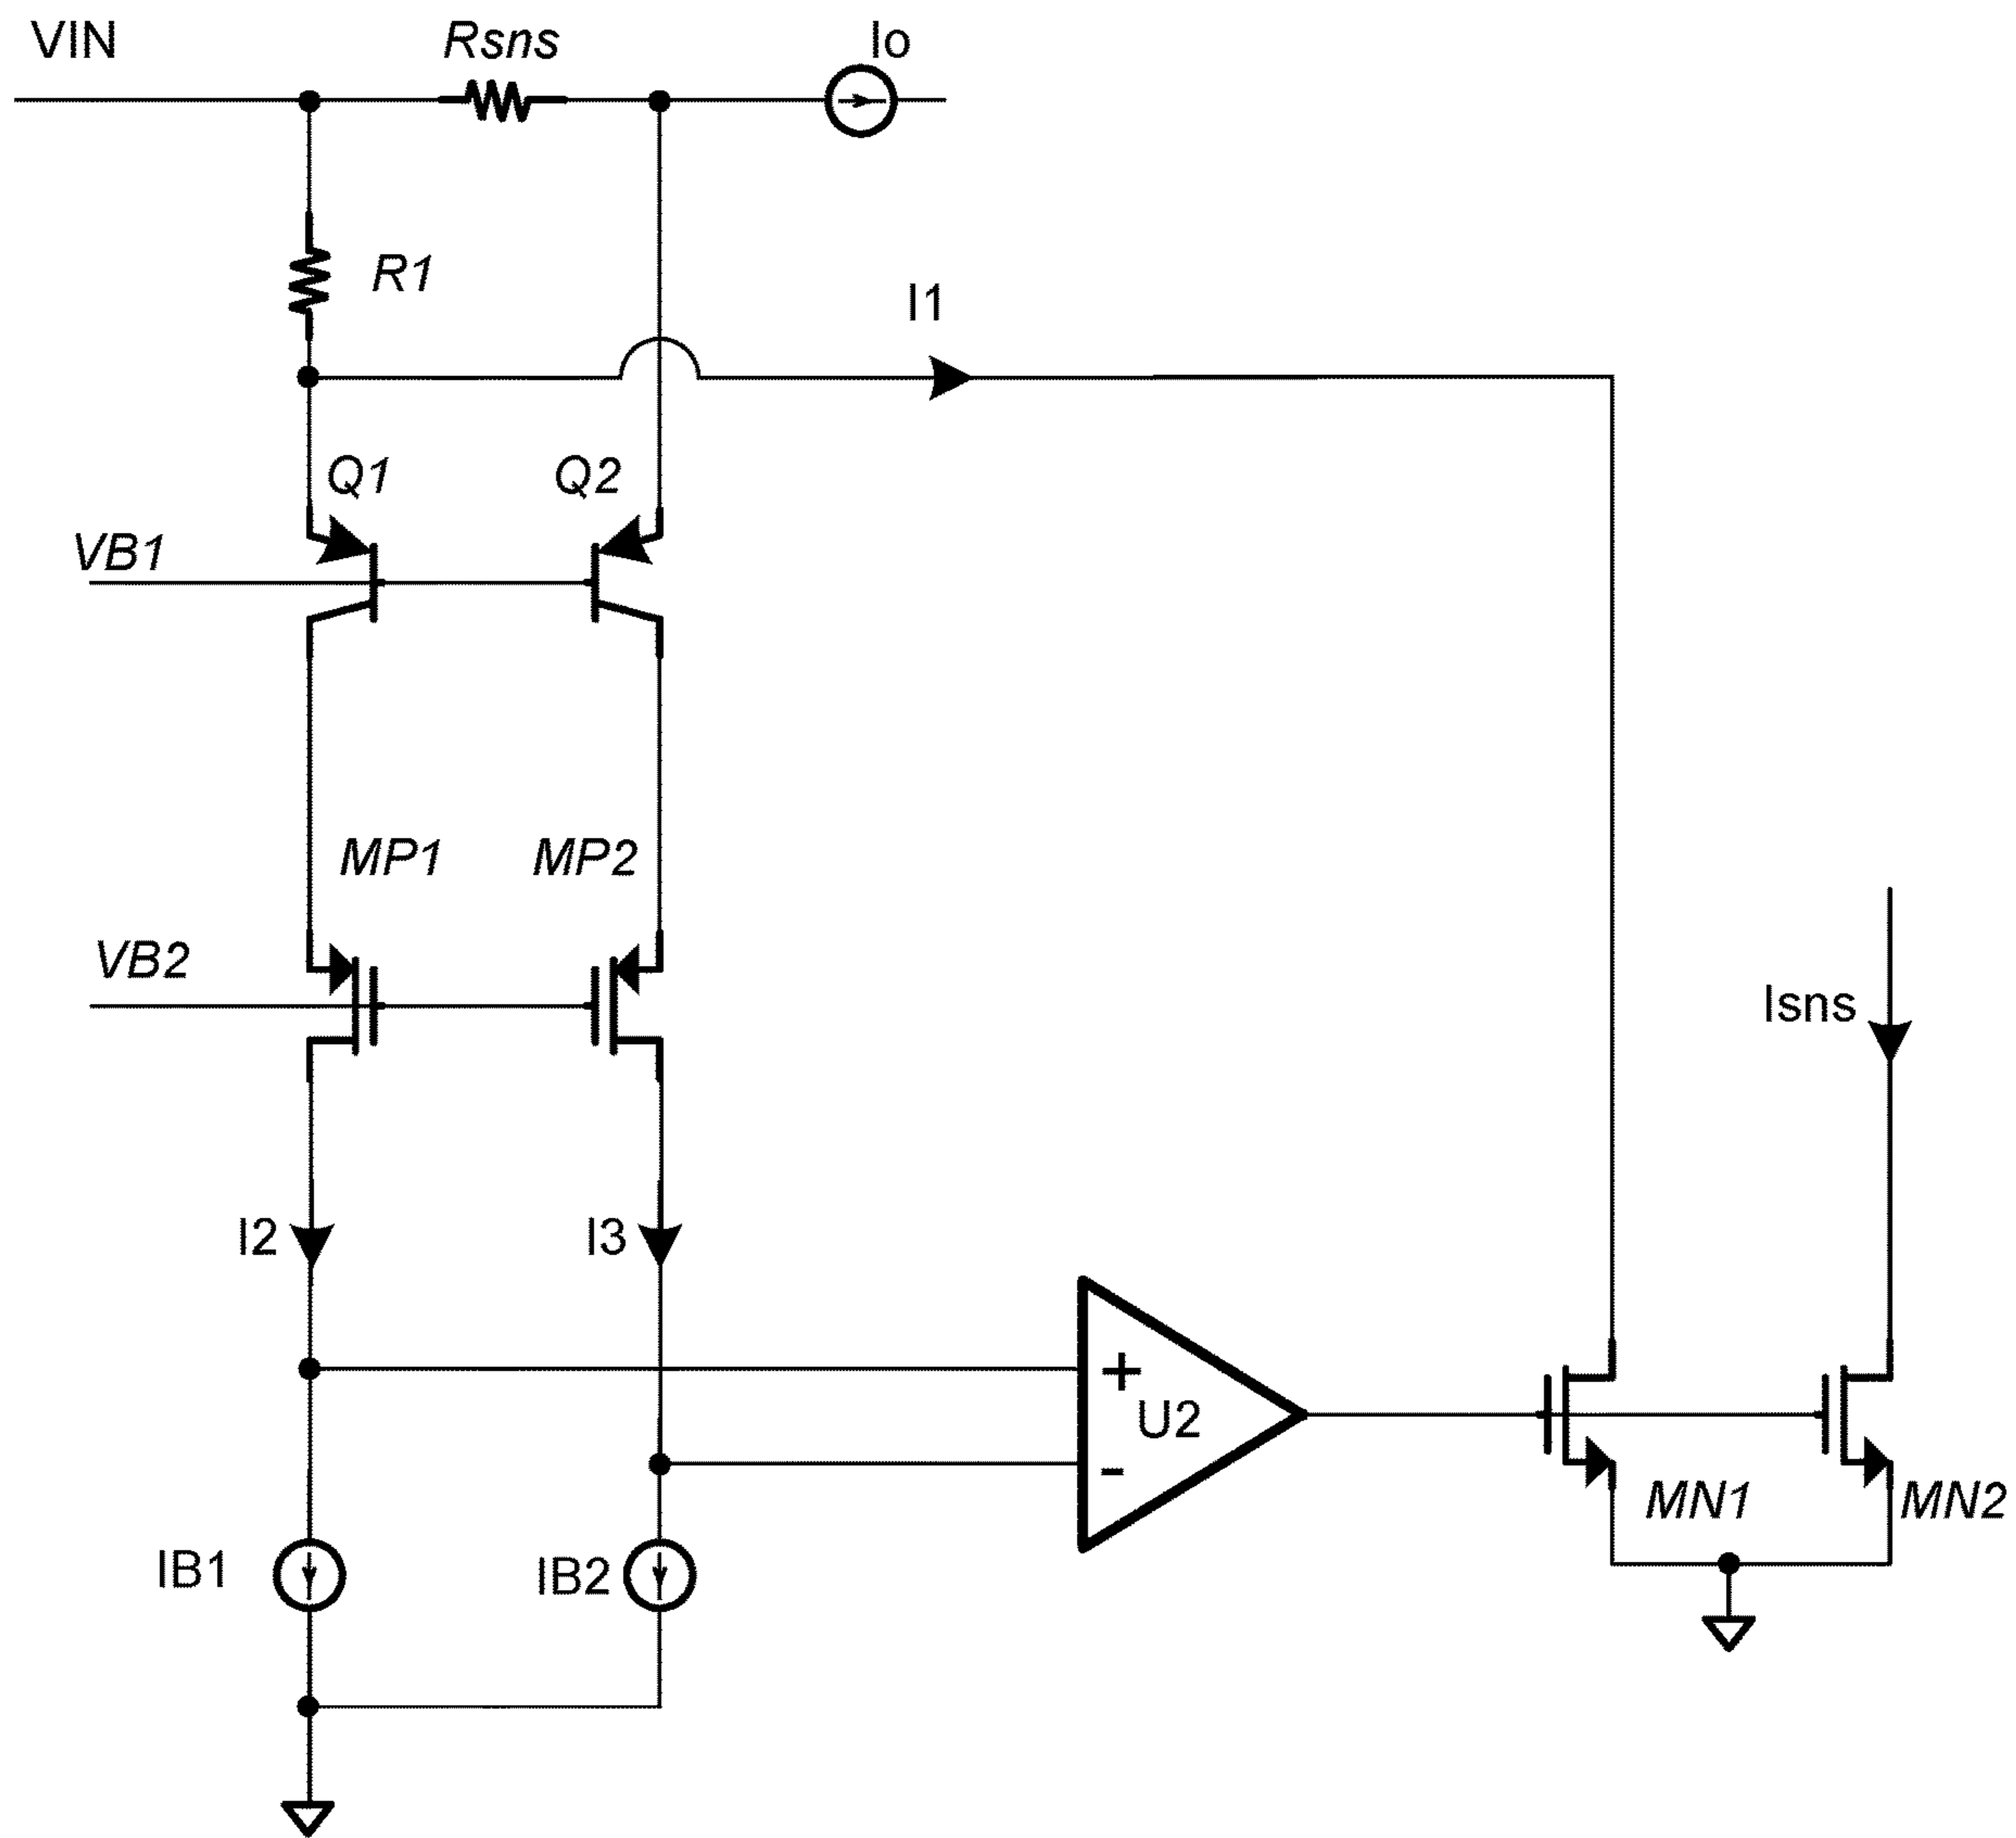 VIN
Rsns
Io
R1
I1
Q1
Q2
VB1
MP1
MP2
VB2
Isns
I2
I3
+
U2
-
MN1
MN2
IB1
IB2